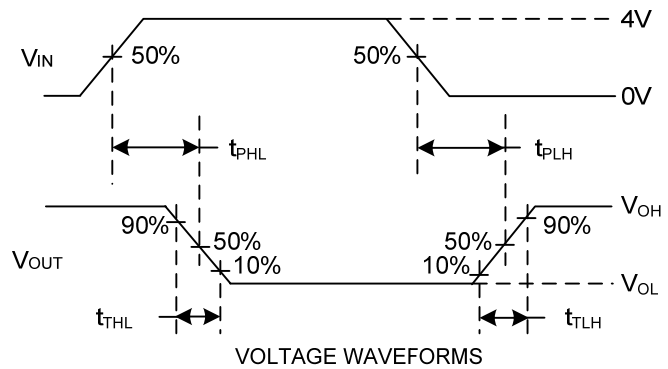 4V
VIN
50%
50%
0V
tPHL
tPLH
VOH
90%
50%
10%
50%
90%
10%
VOUT
VOL
tTHL
tTLH
VOLTAGE WAVEFORMS